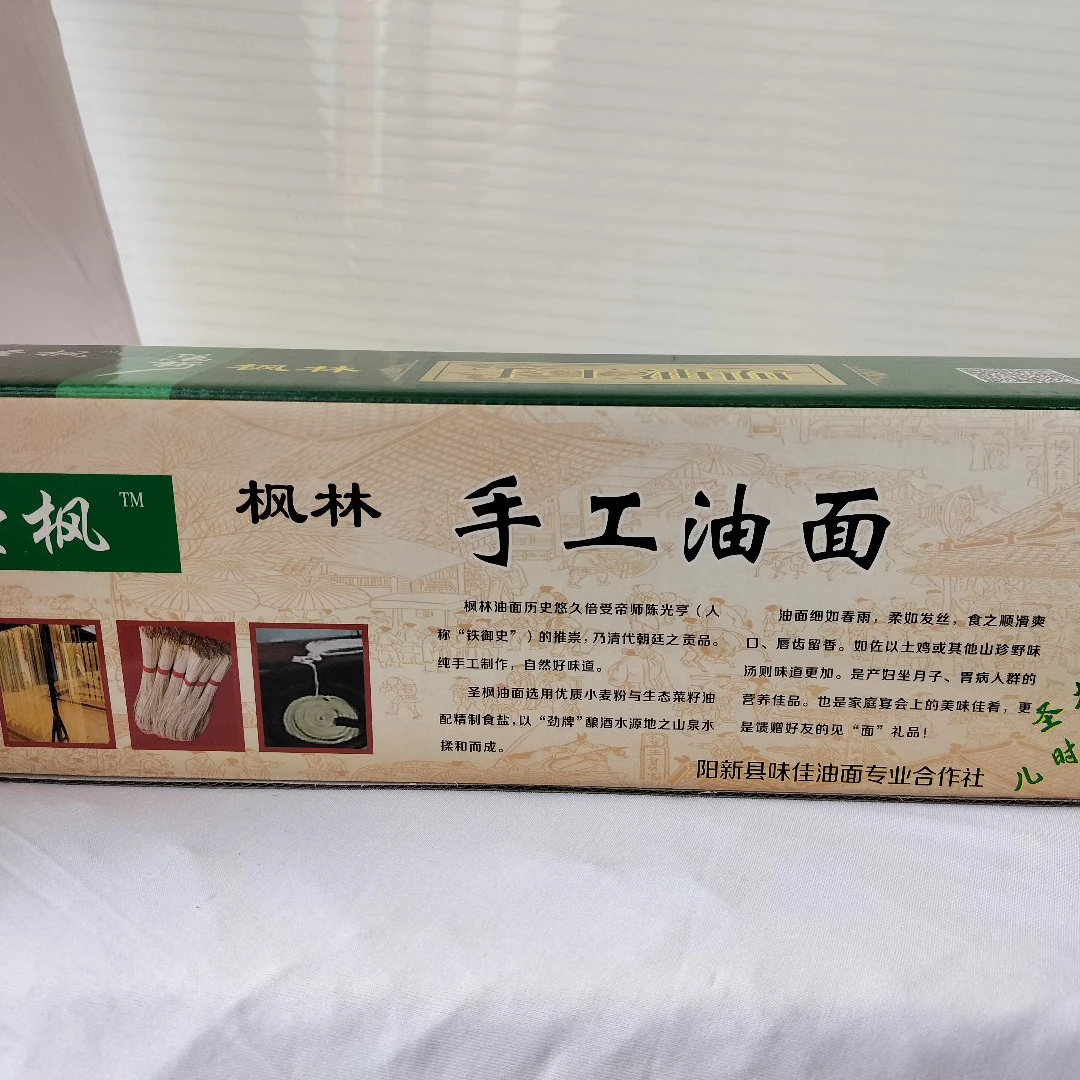 枫林
枫 TM
枫林
手工油面
枫林油面历史悠久倍受帝师陈光亨（人
称“铁御史”）的推崇，乃清代朝廷之贡品。
纯手工制作，自然好味道。
圣枫油面选用优质小麦粉与生态菜籽油
配精制食盐，以“劲牌”酿酒水源地之山泉水
揉和而成。
油面细如春雨，柔如发丝，食之顺滑爽
口、唇齿留香。如佐以土鸡或其他山珍野味
汤则味道更加。是产妇坐月子、胃病人群的
营养佳品。也是家庭宴会上的美味佳肴，更
是馈赠好友的见“面”礼品！
阳新县味佳油面专业合作社
圣
儿时